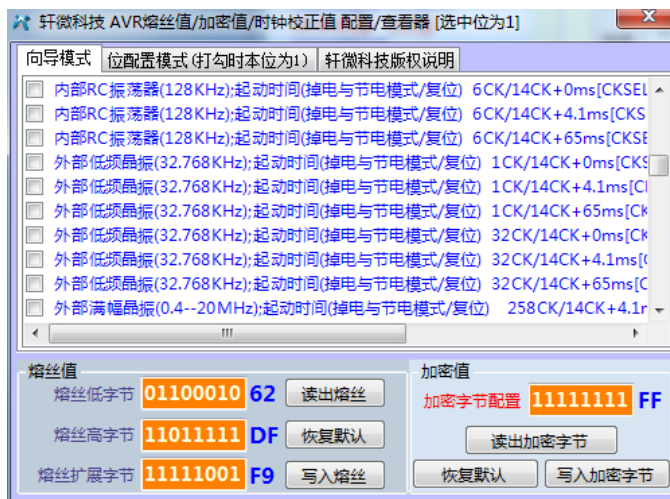 轩微科技 AVR熔丝值/加密值/时钟校正值 配置/查看器 [选中位为1]
向导模式 位配置模式(打勾时本位为1) 轩微科技版权说明
内部RC振荡器(128KHz);起动时间(掉电与节电模式/复位) 6CK/14CK+0ms[CKSEL
内部RC振荡器(128KHz);起动时间(掉电与节电模式/复位) 6CK/14CK+4.1ms[CKS
内部RC振荡器(128KHz);起动时间(掉电与节电模式/复位) 6CK/14CK+65ms[CKSE
外部低频晶振(32.768KHz);起动时间(掉电与节电模式/复位) 1CK/14CK+0ms[CKS
外部低频晶振(32.768KHz);起动时间(掉电与节电模式/复位) 1CK/14CK+4.1ms[C
外部低频晶振(32.768KHz);起动时间(掉电与节电模式/复位) 1CK/14CK+65ms[CK
外部低频晶振(32.768KHz);起动时间(掉电与节电模式/复位) 32CK/14CK+0ms[CK
外部低频晶振(32.768KHz);起动时间(掉电与节电模式/复位) 32CK/14CK+4.1ms[
外部低频晶振(32.768KHz);起动时间(掉电与节电模式/复位) 32CK/14CK+65ms[C
外部满幅晶振(0.4--20MHz);起动时间(掉电与节电模式/复位) 258CK/14CK+4.1
熔丝值
熔丝低字节 01100010 62 读出熔丝
熔丝高字节 11011111 DF 恢复默认
熔丝扩展字节 11111001 F9 写入熔丝
加密值
加密字节配置 11111111 FF
读出加密字节
恢复默认 写入加密字节